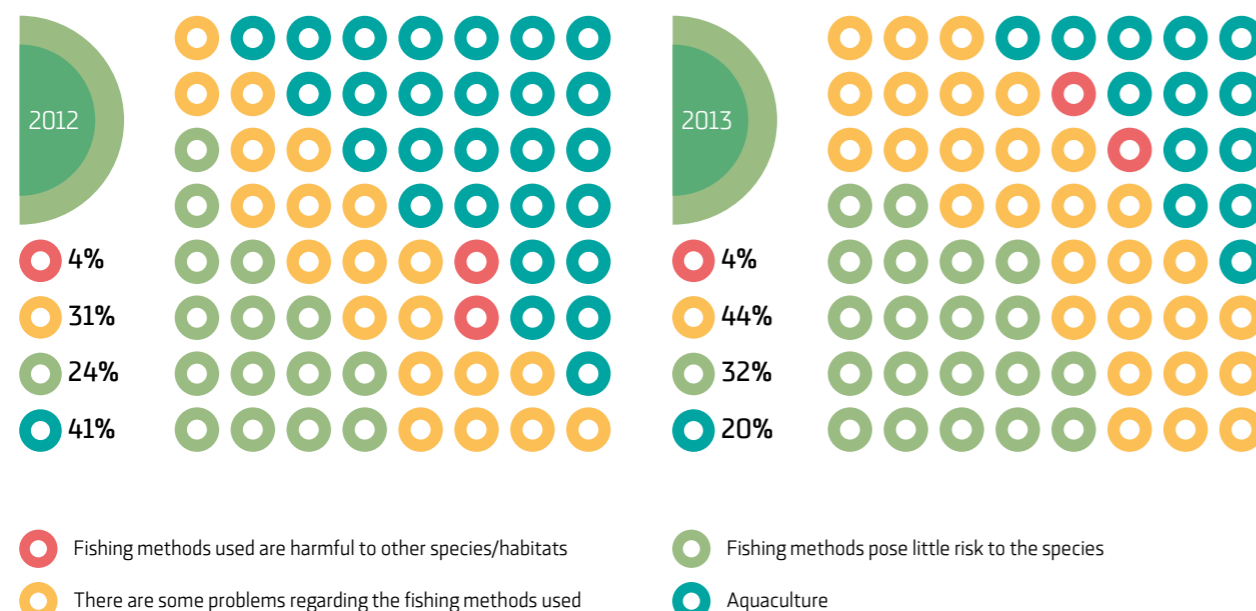 2012
4%
31%
24%
41%
2013
4%
44%
32%
20%
Fishing methods used are harmful to other species/habitats
There are some problems regarding the fishing methods used
Fishing methods pose little risk to the species
Aquaculture